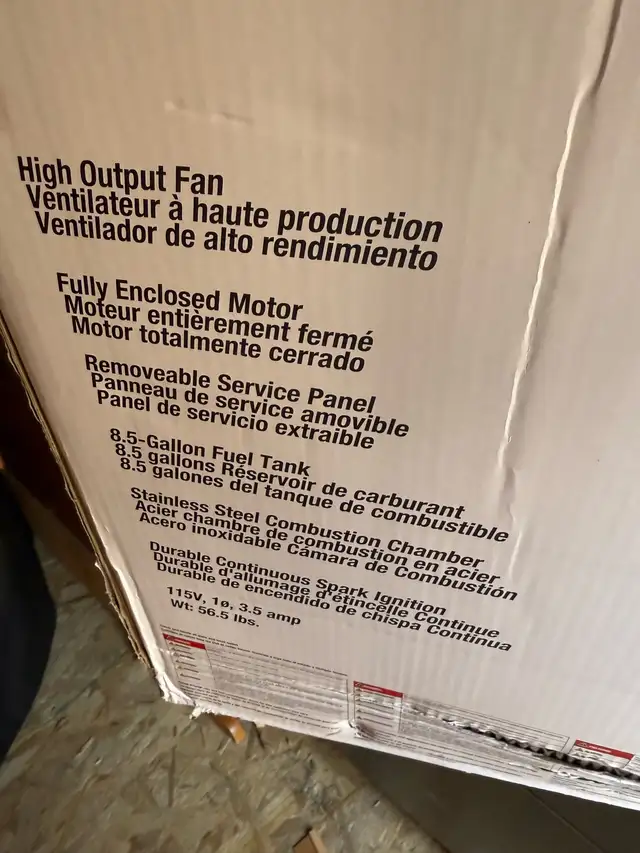 High Output Fan
Ventilateur à haute production
Ventilador de alto rendimiento
Fully Enclosed Motor
Moteur entièrement fermé
Motor totalmente cerrado
Removeable Service Panel
Panneau de service amovible
Panel de servicio extraible
8.5-Gallon Fuel Tank
8.5 gallons Réservoir de carburant
8.5 galones del tanque de combustible
Stainless Steel Combustion Chamber
Acier chambre de combustion en acier
Acero inoxidable Cámara de Combustión
Durable Continuous Spark Ignition
Durable d'allumage d'étincelle Continue
Durable de encendido de chispa Continua
115V, 1ø, 3.5 amp
Wt: 56.5 lbs.